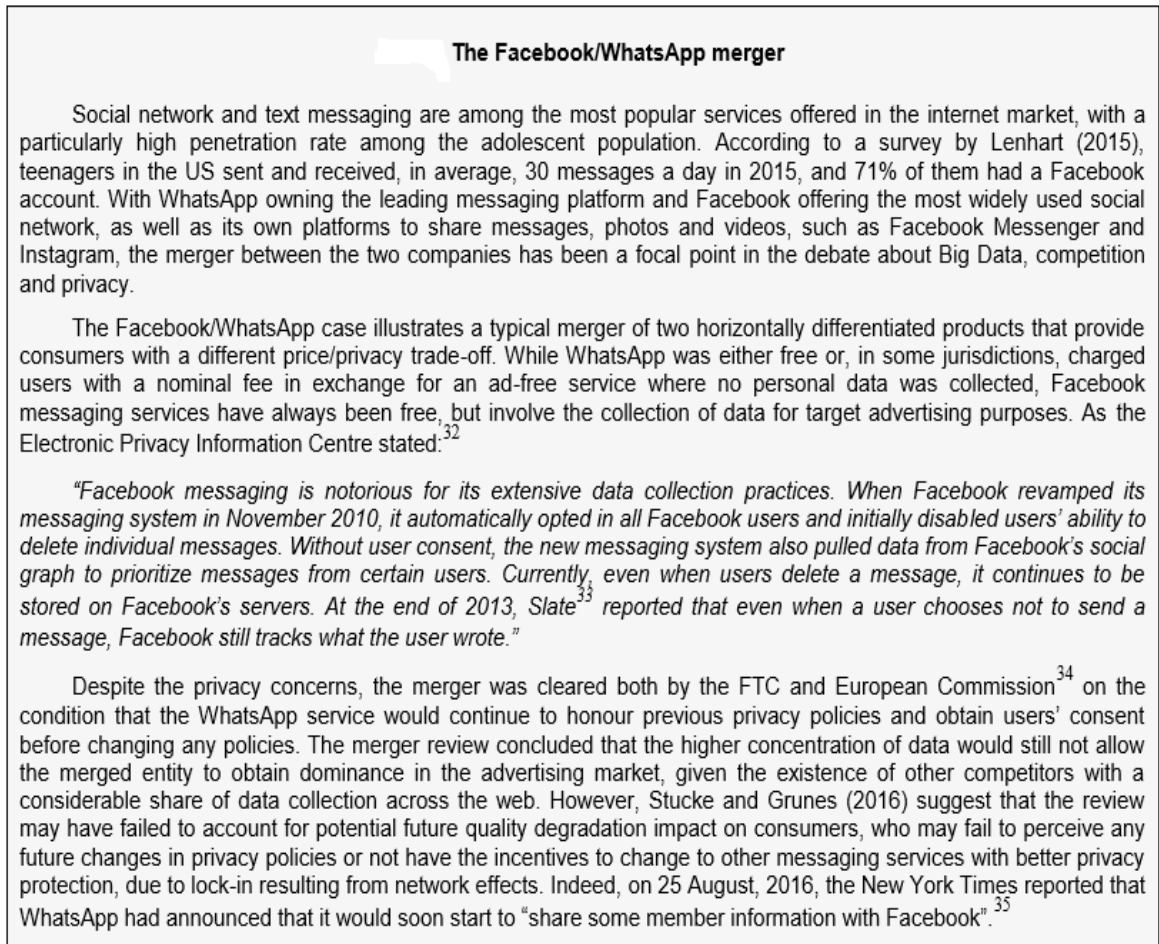 The Facebook/WhatsApp merger
Social network and text messaging are among the most popular services offered in the internet market, with a
particularly high penetration rate among the adolescent population. According to a survey by Lenhart (2015),
teenagers in the US sent and received, in average, 30 messages a day in 2015, and 71% of them had a Facebook
account. With WhatsApp owning the leading messaging platform and Facebook offering the most widely used social
network, as well as its own platforms to share messages, photos and videos, such as Facebook Messenger and
Instagram, the merger between the two companies has been a focal point in the debate about Big Data, competition
and privacy.
The Facebook/WhatsApp case illustrates a typical merger of two horizontally differentiated products that provide
consumers with a different price/privacy trade-off. While WhatsApp was either free or, in some jurisdictions, charged
users with a nominal fee in exchange for an ad-free service where no personal data was collected, Facebook
messaging services have always been free, but involve the collection of data for target advertising purposes. As the
Electronic Privacy Information Centre stated:32
“Facebook messaging is notorious for its extensive data collection practices. When Facebook revamped its
messaging system in November 2010, it automatically opted in all Facebook users and initially disabled users’ ability to
delete individual messages. Without user consent, the new messaging system also pulled data from Facebook’s social
graph to prioritize messages from certain users. Currently, even when users delete a message, it continues to be
stored on Facebook’s servers. At the end of 2013, Slate33 reported that even when a user chooses not to send a
message, Facebook still tracks what the user wrote.”
Despite the privacy concerns, the merger was cleared both by the FTC and European Commission34 on the
condition that the WhatsApp service would continue to honour previous privacy policies and obtain users’ consent
before changing any policies. The merger review concluded that the higher concentration of data would still not allow
the merged entity to obtain dominance in the advertising market, given the existence of other competitors with a
considerable share of data collection across the web. However, Stucke and Grunes (2016) suggest that the review
may have failed to account for potential future quality degradation impact on consumers, who may fail to perceive any
future changes in privacy policies or not have the incentives to change to other messaging services with better privacy
protection, due to lock-in resulting from network effects. Indeed, on 25 August, 2016, the New York Times reported that
WhatsApp had announced that it would soon start to “share some member information with Facebook”.35